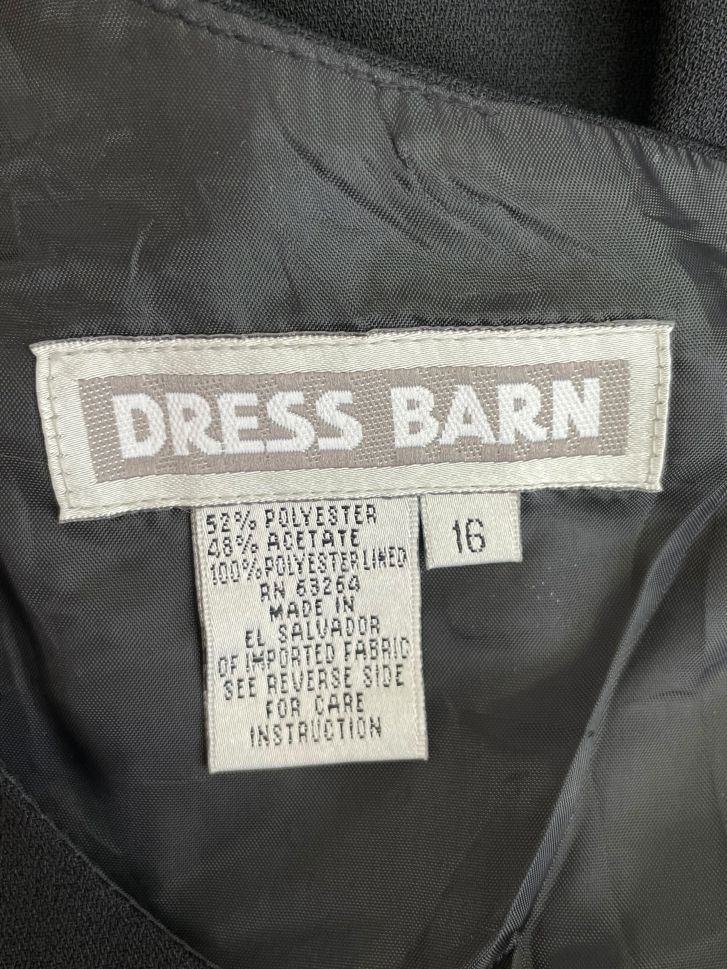 DRESS BARN
16
52% POLYESTER
48% ACETATE
100% POLYESTER LINED
RN 63264
MADE IN
EL SALVADOR
OF IMPORTED FABRIC
SEE REVERSE SIDE
FOR CARE
INSTRUCTION